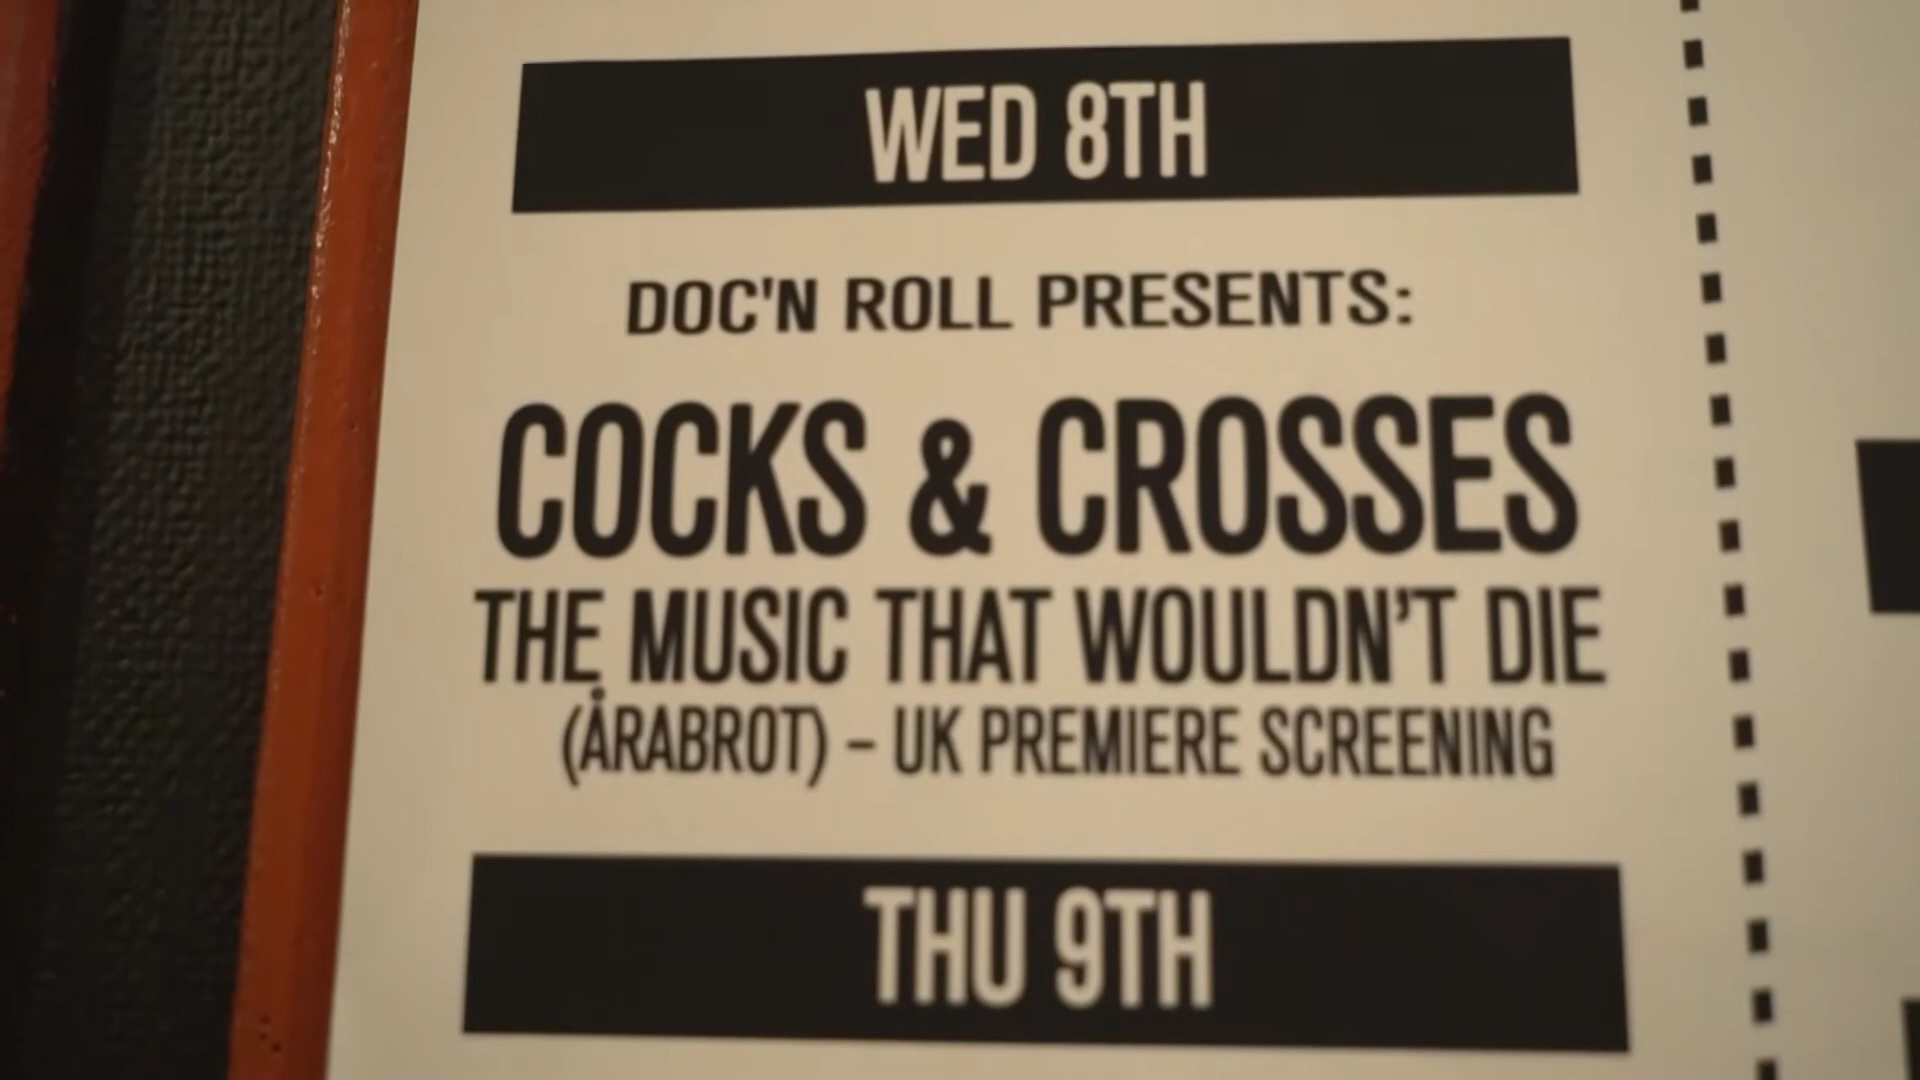 WED 8TH
DOC'N ROLL PRESENTS:
COCKS & CROSSES
THE MUSIC THAT WOULDN’T DIE
(ÅRABROT) – UK PREMIERE SCREENING
THU 9TH